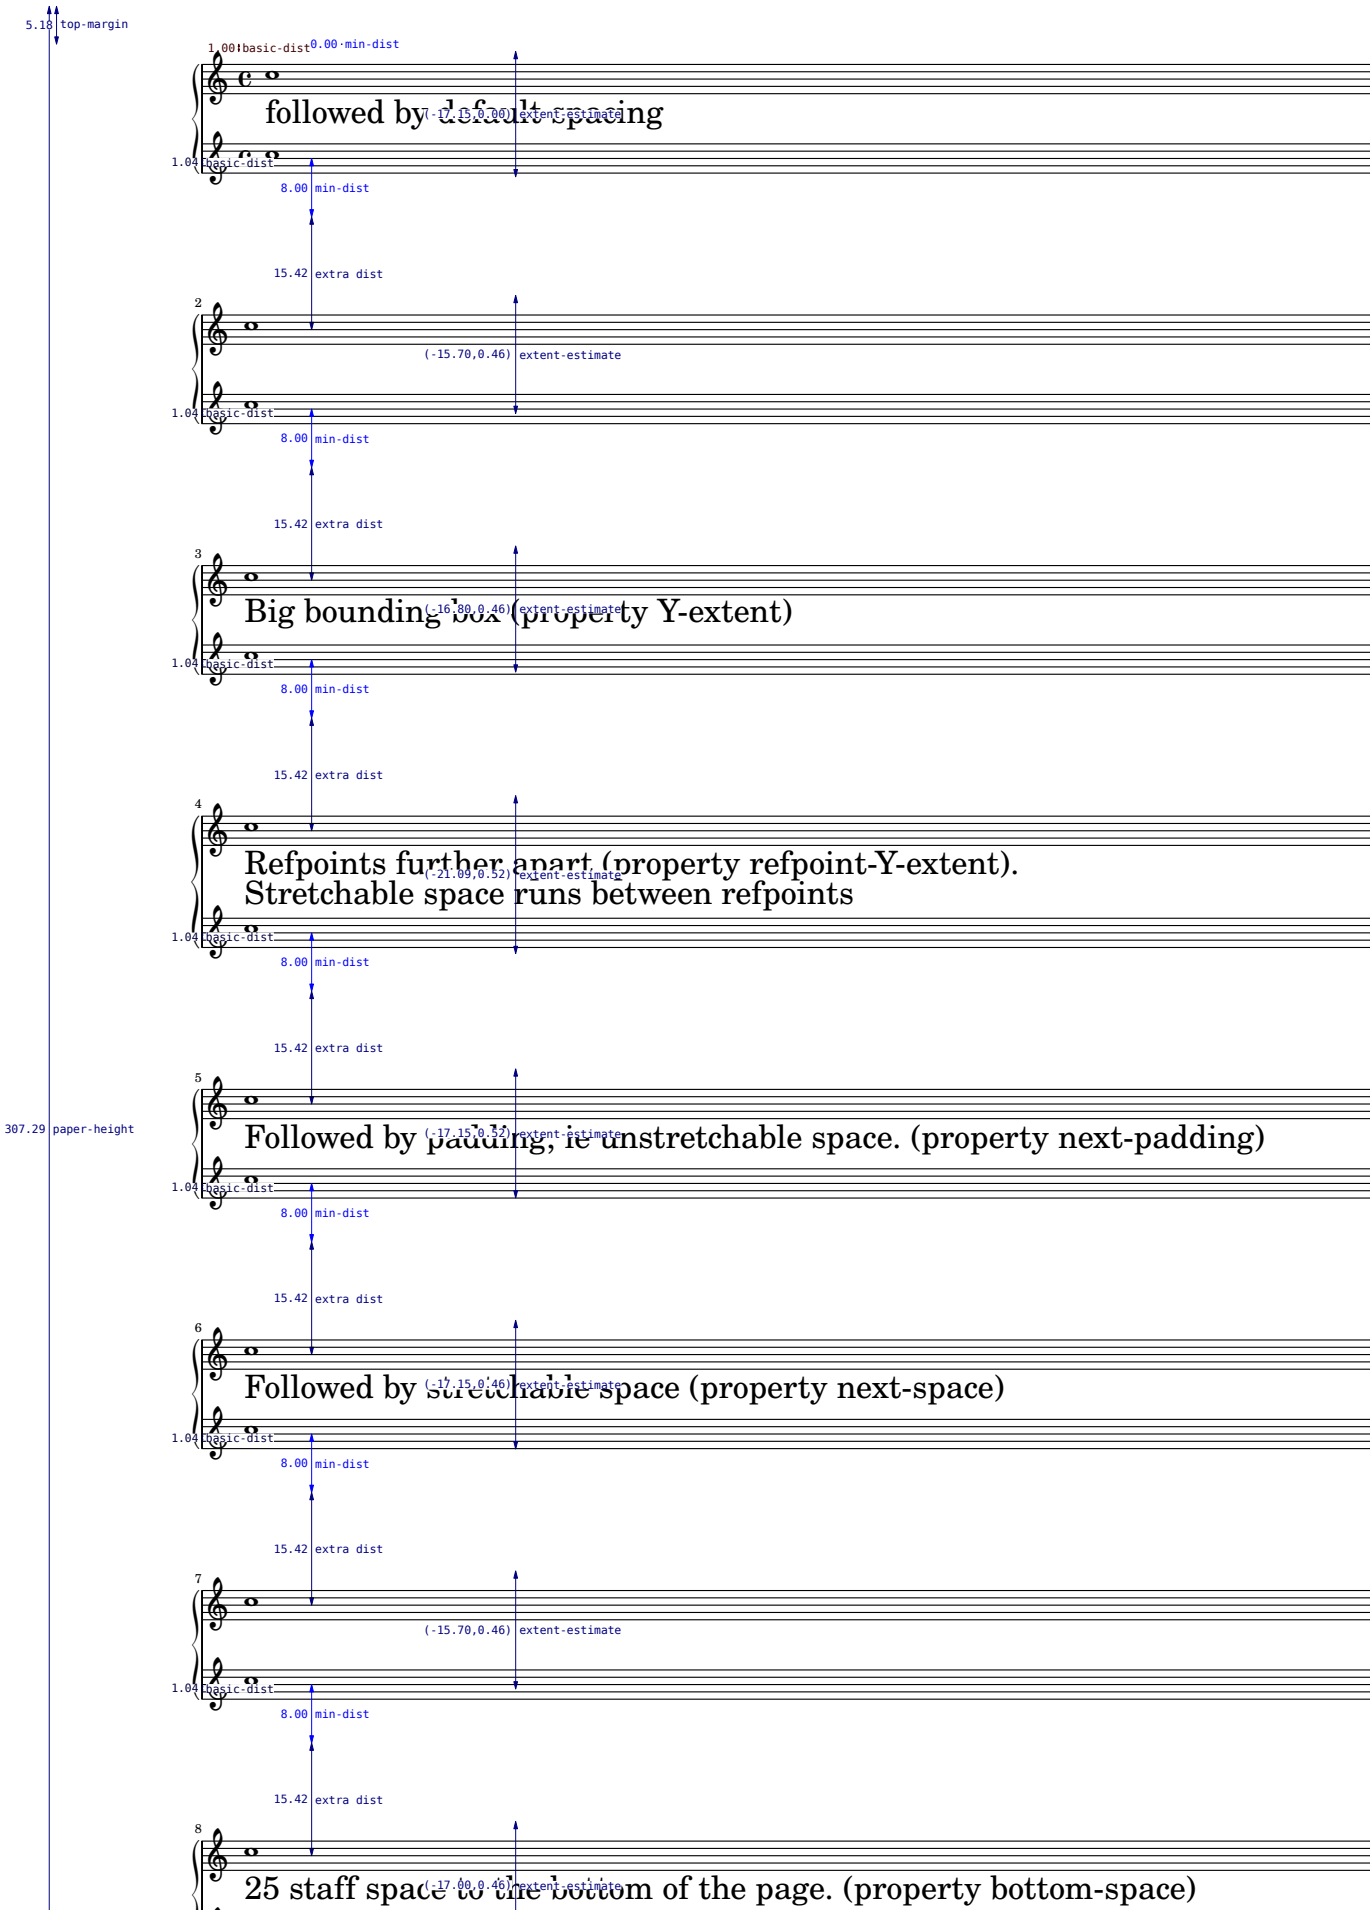 5.18 top-margin
1.00 basic-dist 0.00 min-dist
followed by default spacing
(-17.15,0.00) extent-estimate
1.04 basic-dist
8.00 min-dist
15.42 extra dist
2
(-15.70,0.46) extent-estimate
1.04 basic-dist
8.00 min-dist
15.42 extra dist
3
Big bounding box (property Y-extent)
(-16.80,0.46) extent-estimate
1.04 basic-dist
8.00 min-dist
15.42 extra dist
4
Refpoints further apart (property refpoint-Y-extent).
(-21.09,0.52) extent-estimate
Stretchable space runs between refpoints
1.04 basic-dist
8.00 min-dist
15.42 extra dist
5
307.29 paper-height
Followed by padding, ie unstretchable space. (property next-padding)
(-17.15,0.52) extent-estimate
1.04 basic-dist
8.00 min-dist
15.42 extra dist
6
Followed by stretchable space (property next-space)
(-17.15,0.46) extent-estimate
1.04 basic-dist
8.00 min-dist
15.42 extra dist
7
(-15.70,0.46) extent-estimate
1.04 basic-dist
8.00 min-dist
15.42 extra dist
8
25 staff space to the bottom of the page. (property bottom-space)
(-17.00,0.46) extent-estimate